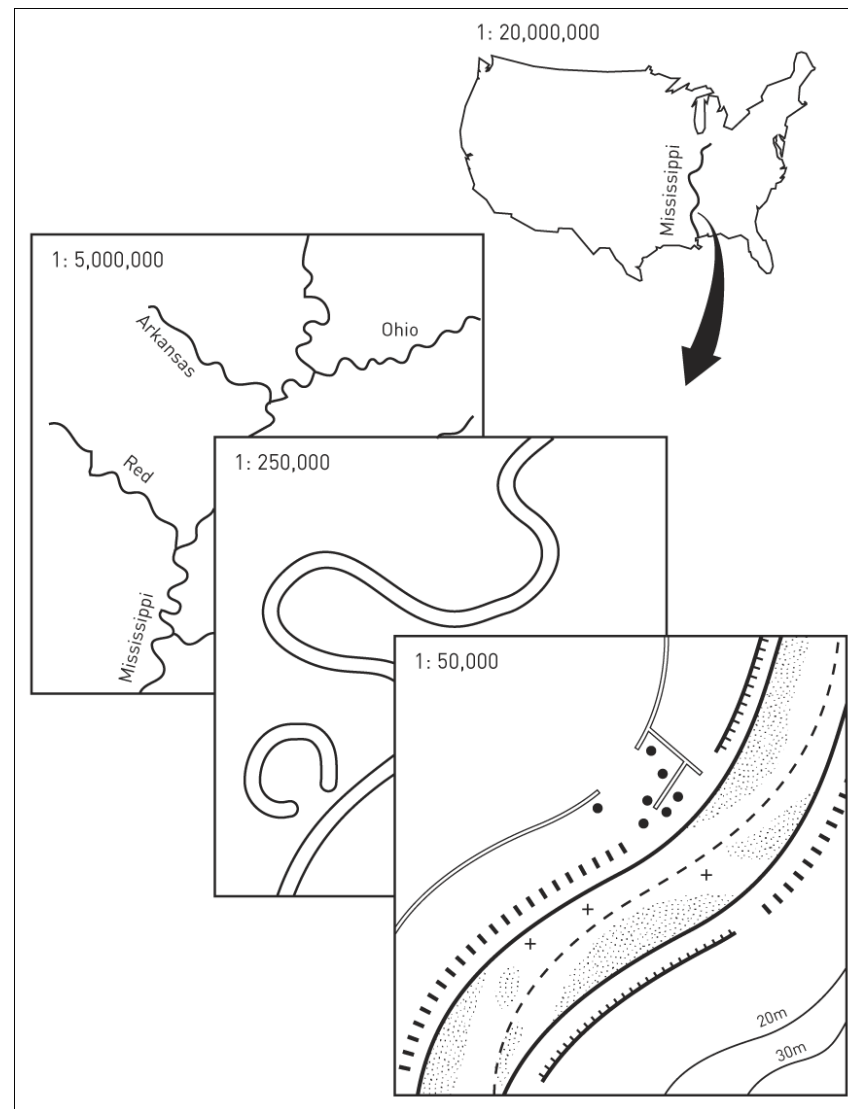 1: 20,000,000
Mississippi
1: 5,000,000
Arkansas
Ohio
Red
Mississippi
1: 250,000
1: 50,000
20m
30m